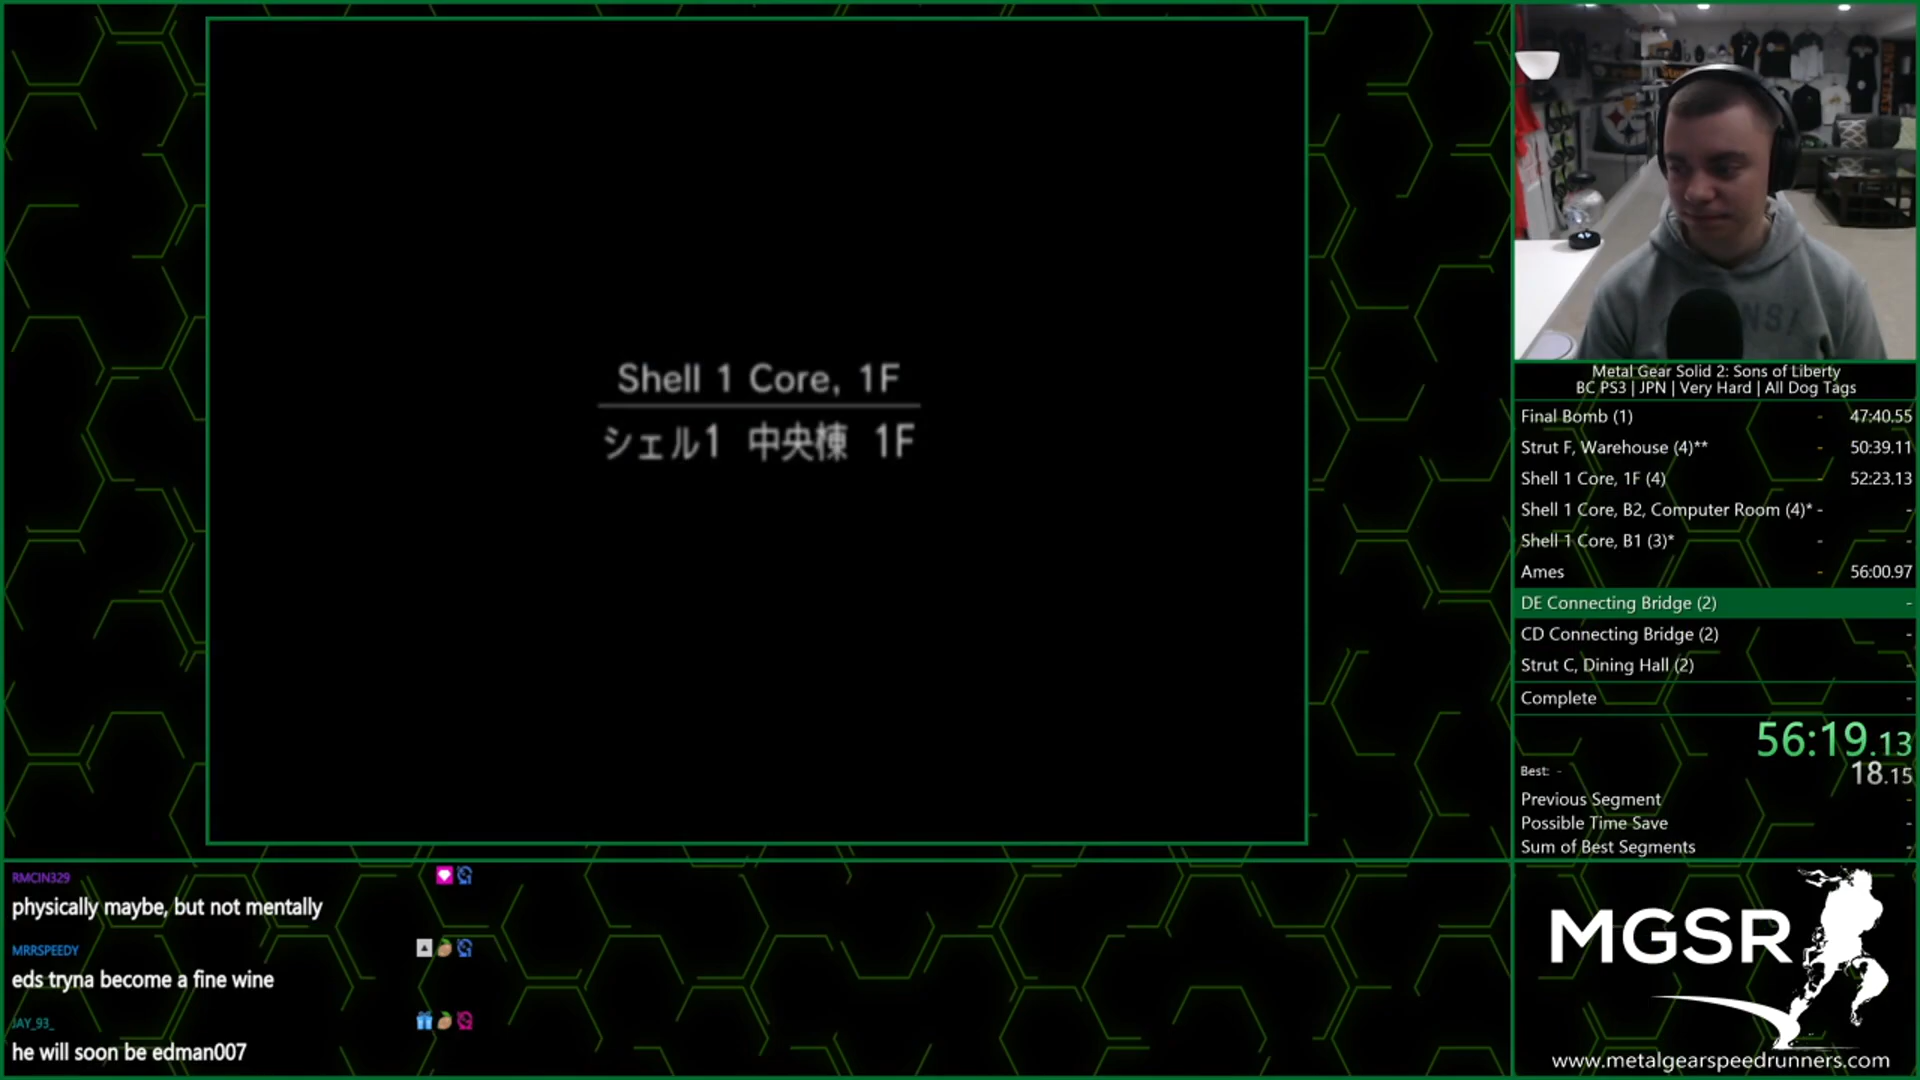 Shell 1 Core, 1F
シェル1 中央棟 1F
Metal Gear Solid 2: Sons of Liberty
BC PS3 | JPN | Very Hard | All Dog Tags
Final Bomb (1) - 47:40.55
Strut F, Warehouse (4)** - 50:39.11
Shell 1 Core, 1F (4) 52:23.13
Shell 1 Core, B2, Computer Room (4)* - -
Shell 1 Core, B1 (3)* - -
Ames - 56:00.97
DE Connecting Bridge (2) -
CD Connecting Bridge (2) -
Strut C, Dining Hall (2) -
Complete -
56:19.13
Best: - 18.15
Previous Segment -
Possible Time Save -
Sum of Best Segments -
RMCIN329
physically maybe, but not mentally
MRRSPEEDY
eds tryna become a fine wine
JAY_93_
he will soon be edman007
MGSR
www.metalgearspeedrunners.com